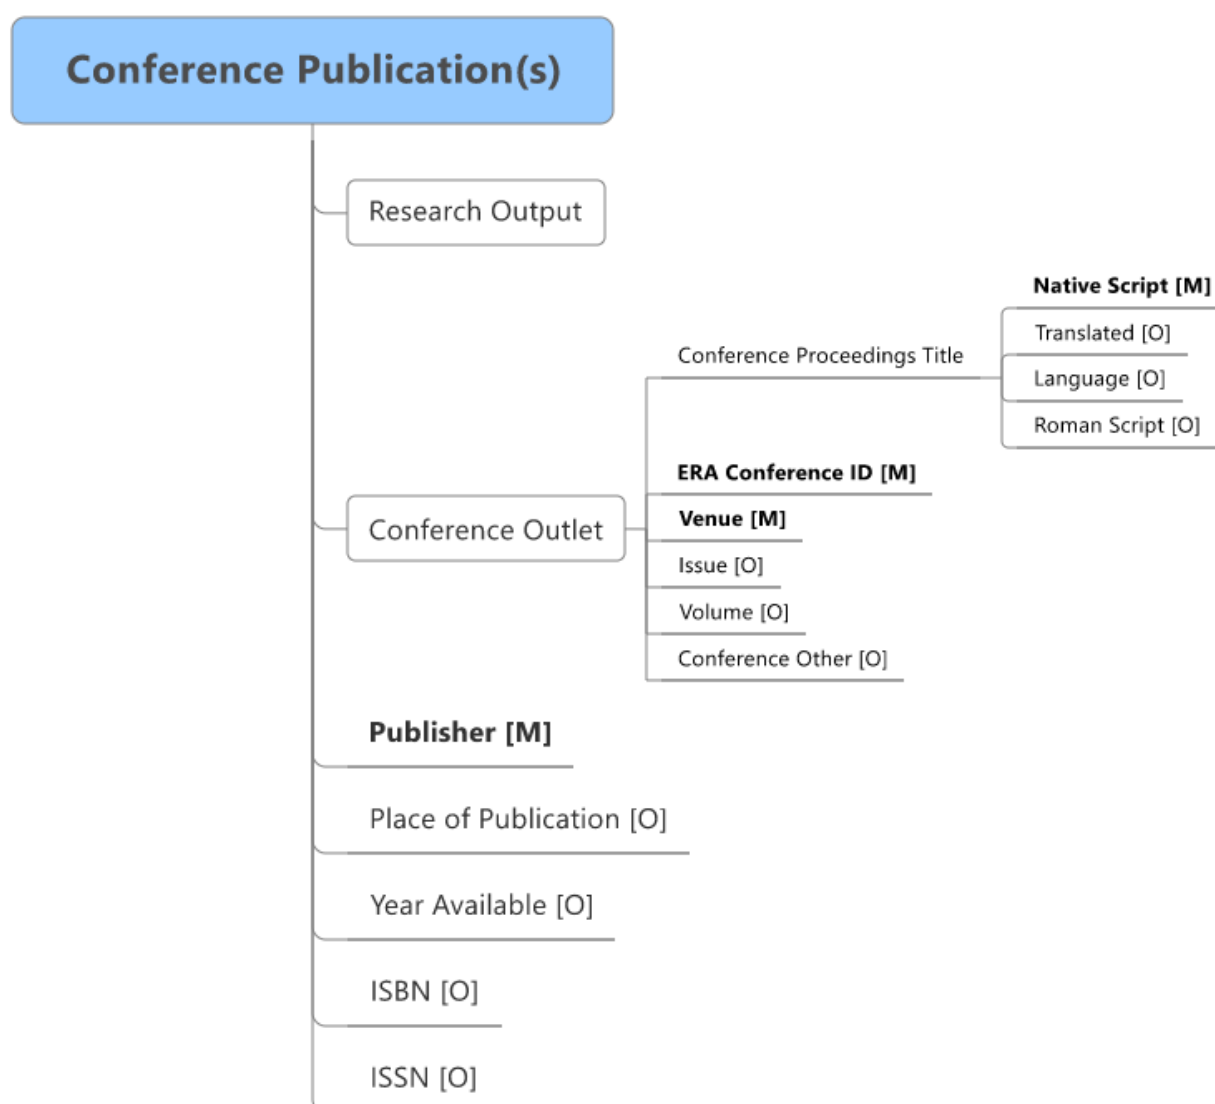 Conference Publication(s)
Research Output
Native Script [M]
Translated [O]
Conference Proceedings Title
Language [O]
Roman Script [O]
ERA Conference ID [M]
Venue [M]
Conference Outlet
Issue [O]
Volume [O]
Conference Other [O]
Publisher [M]
Place of Publication [O]
Year Available [O]
ISBN [O]
ISSN [O]